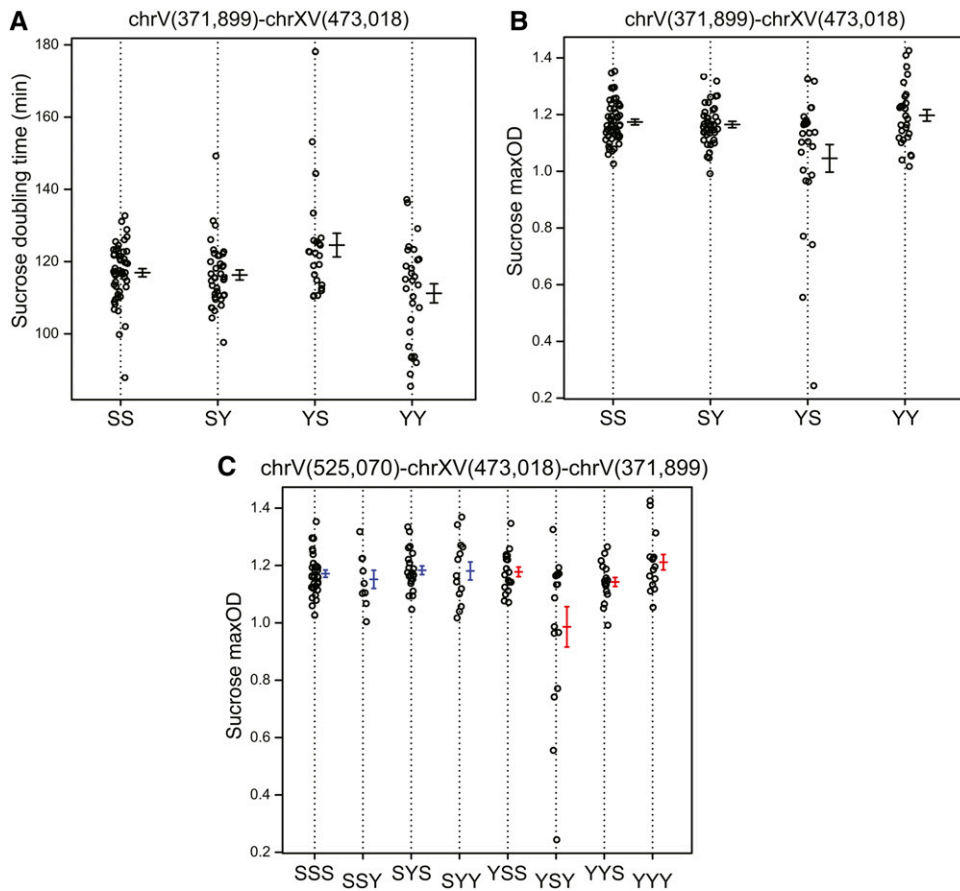 A
chrV(371,899)-chrXV(473,018)
Sucrose doubling time (min)
180
160
140
120
100
SS SY YS YY
B
chrV(371,899)-chrXV(473,018)
Sucrose maxOD
1.4
1.2
1.0
0.8
0.6
0.4
0.2
SS SY YS YY
C
chrV(525,070)-chrXV(473,018)-chrV(371,899)
Sucrose maxOD
1.4
1.2
1.0
0.8
0.6
0.4
0.2
SSS SSY SYS SYY YSS YSY YYS YYY